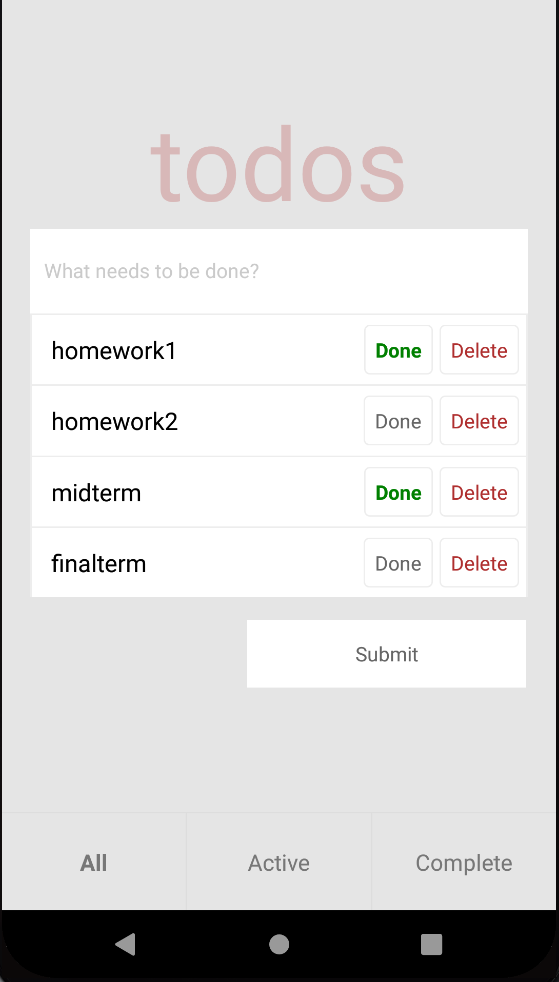 todos
What needs to be done?
homework1 Done Delete
homework2 Done Delete
midterm Done Delete
finalterm Done Delete
Submit
All Active Complete